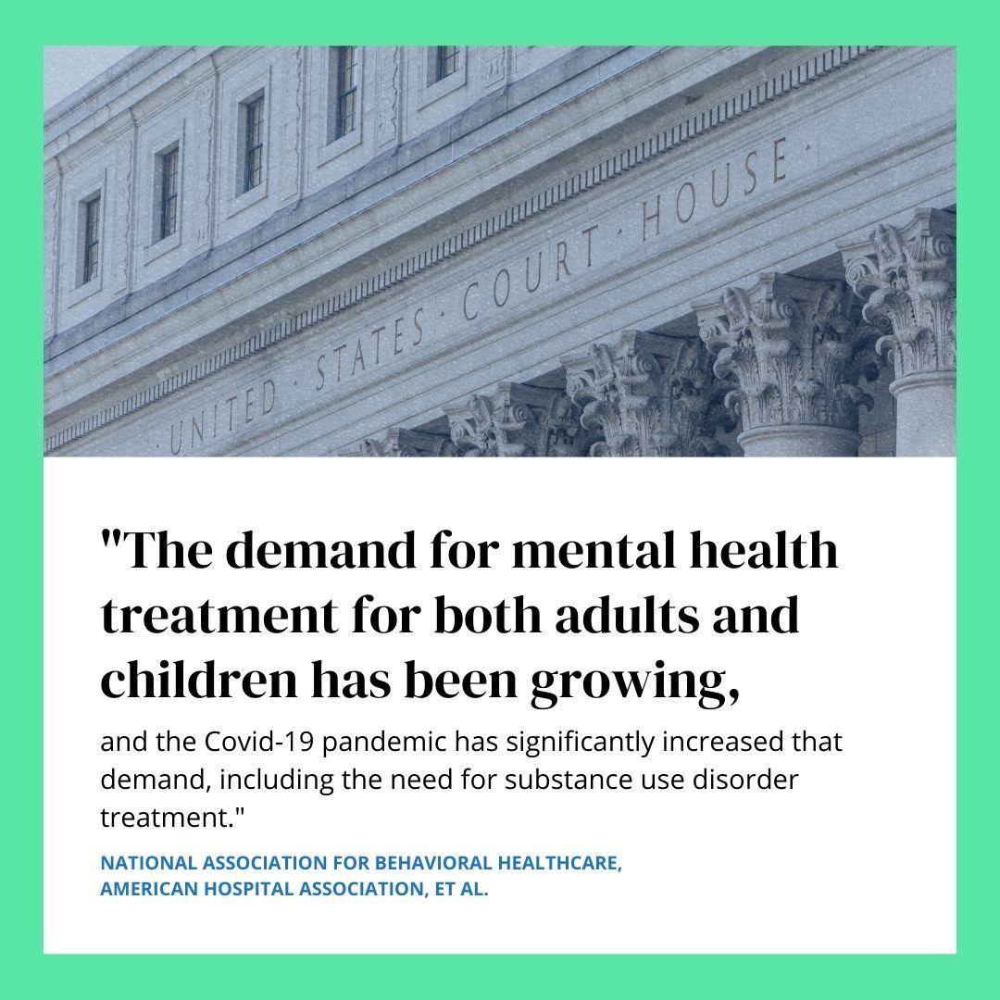 UNITED · STATES · COURT · HOUSE ·
"The demand for mental health
treatment for both adults and
children has been growing,
and the Covid-19 pandemic has significantly increased that
demand, including the need for substance use disorder
treatment."
NATIONAL ASSOCIATION FOR BEHAVIORAL HEALTHCARE,
AMERICAN HOSPITAL ASSOCIATION, ET AL.